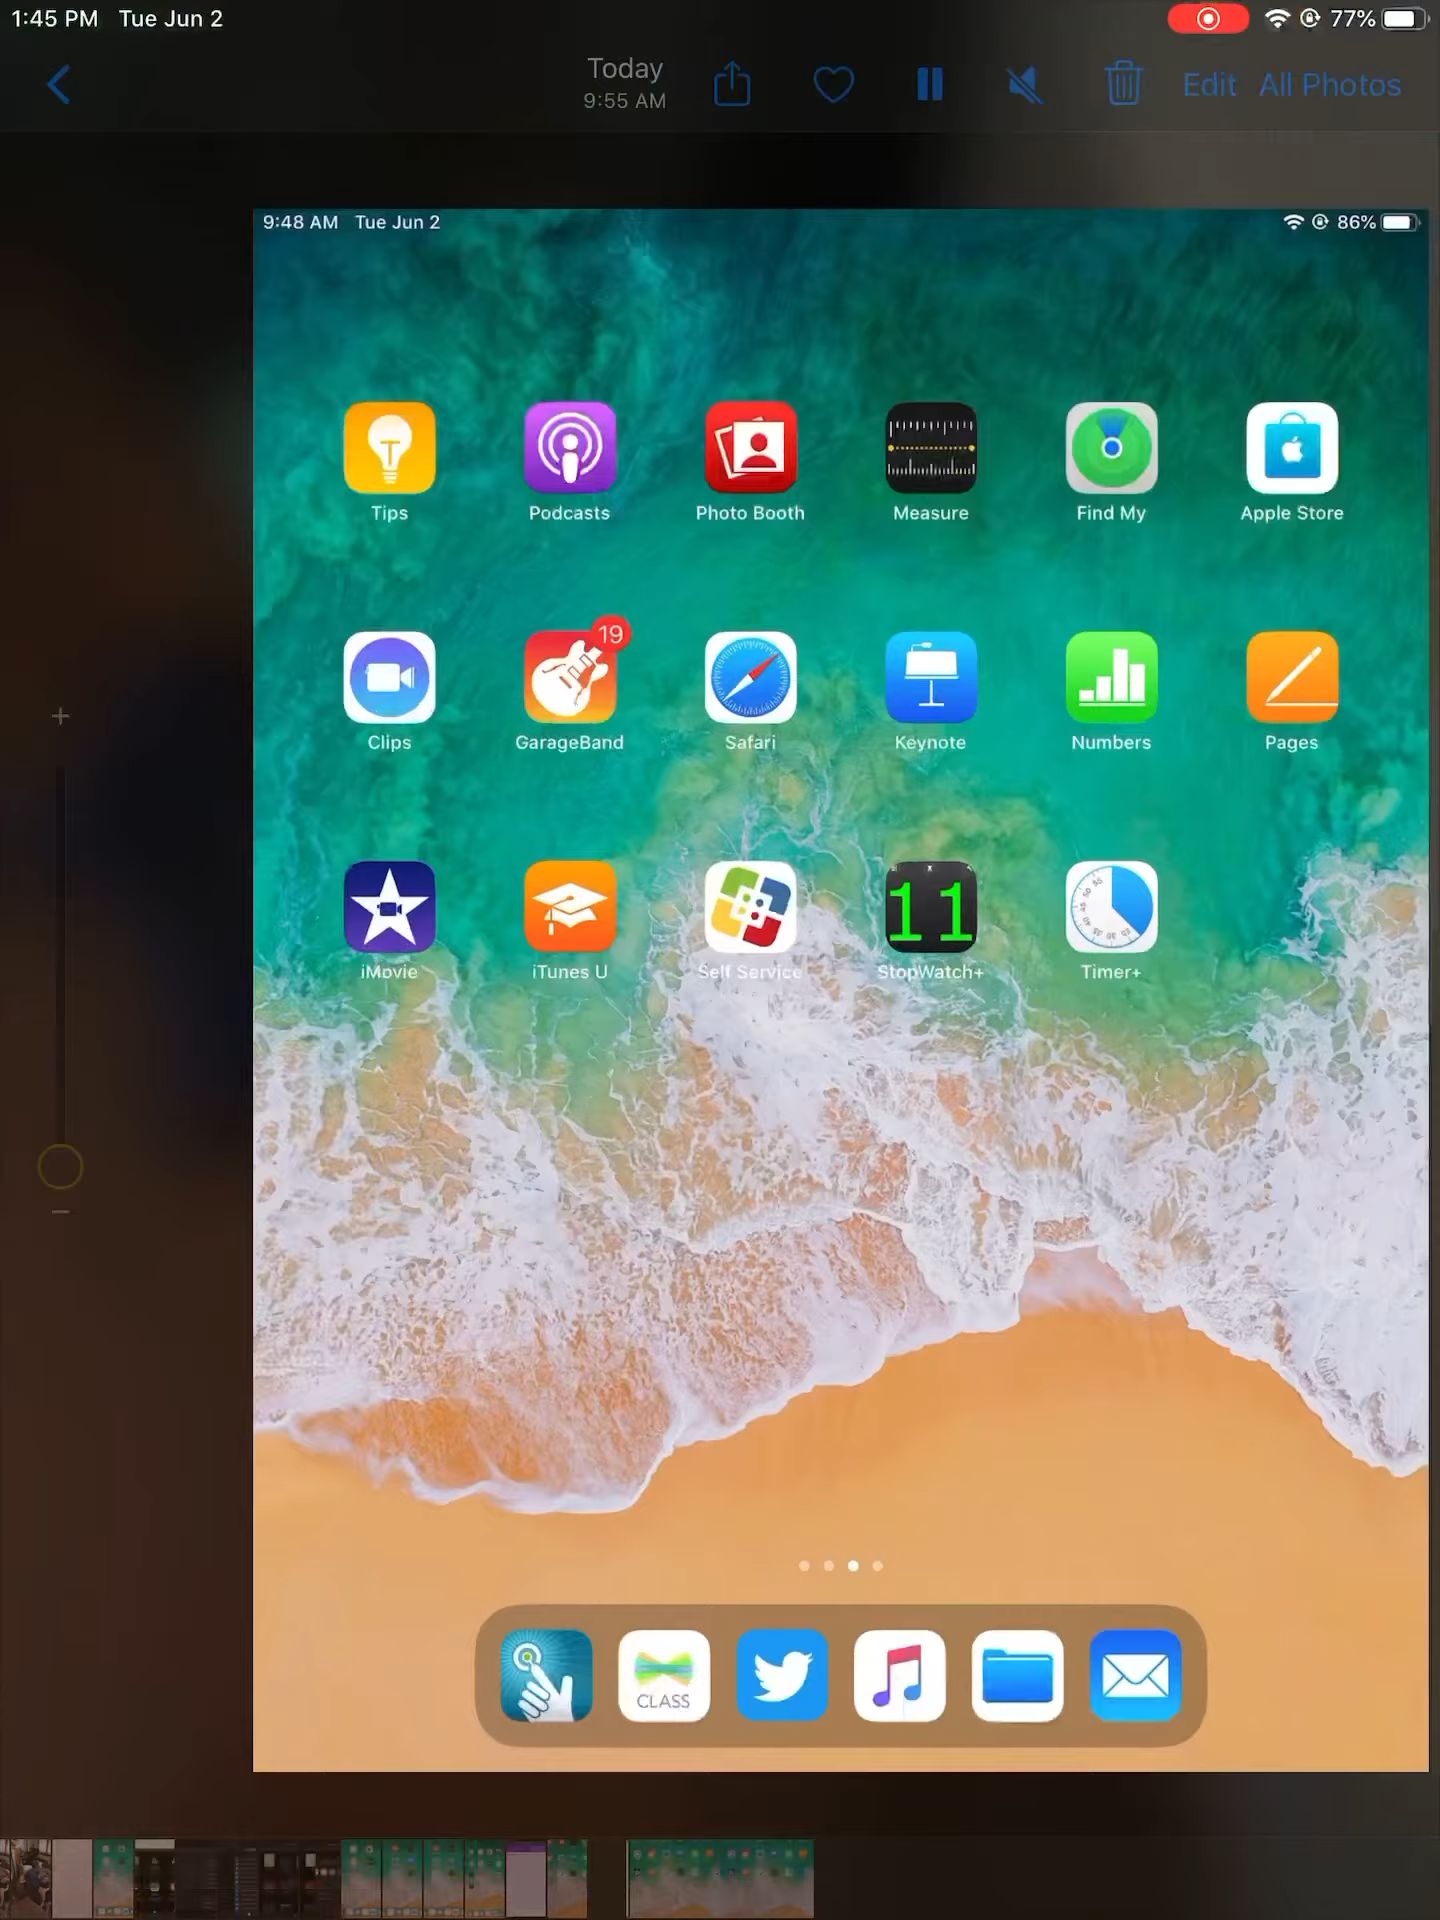 1:45 PM Tue Jun 2 77%
Today
9:55 AM
Edit All Photos
9:48 AM Tue Jun 2 86%
Tips Podcasts Photo Booth Measure Find My Apple Store
19
Clips GarageBand Safari Keynote Numbers Pages
11
iMovie iTunes U Self Service StopWatch+ Timer+
CLASS